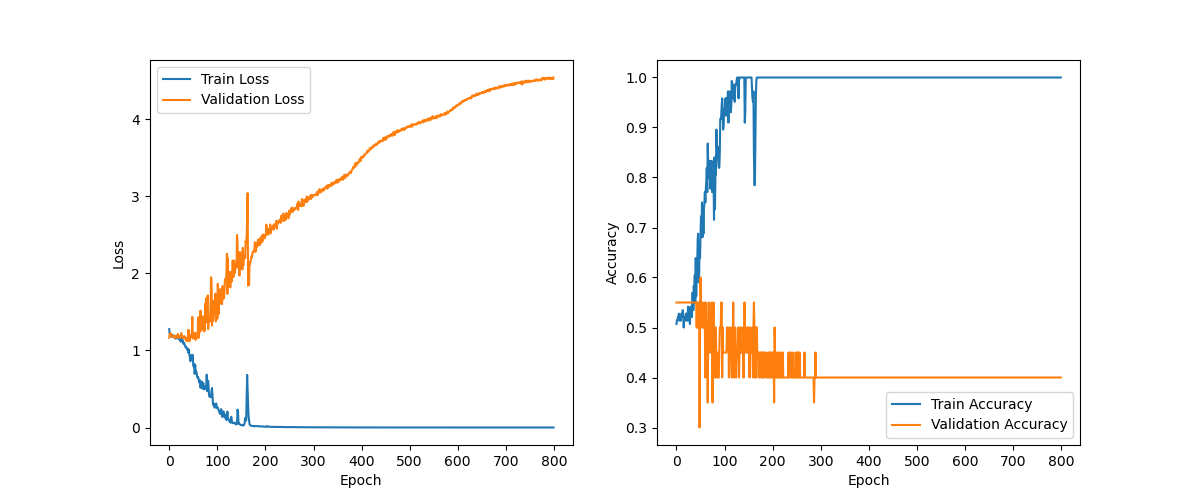 Train Loss
Validation Loss
4
3
2
1
0
Loss
0 100 200 300 400 500 600 700 800
Epoch
1.0
0.9
0.8
0.7
0.6
0.5
0.4
0.3
Accuracy
Train Accuracy
Validation Accuracy
0 100 200 300 400 500 600 700 800
Epoch